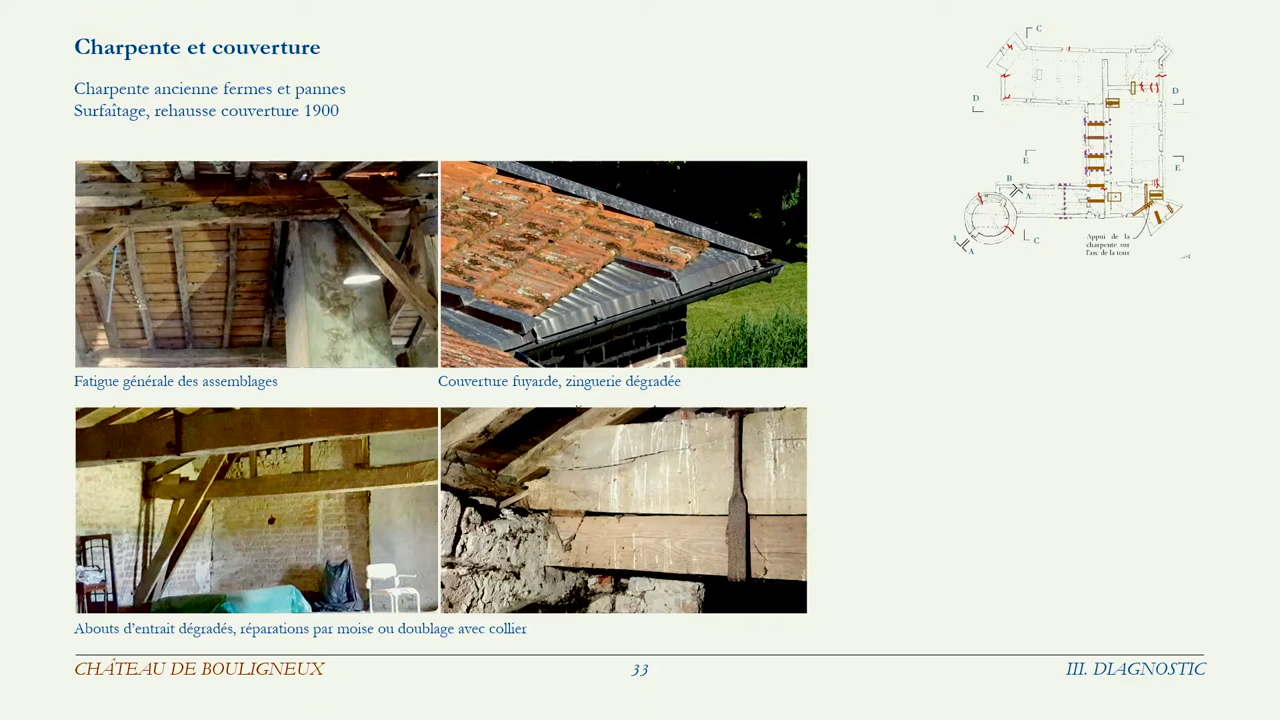 Charpente et couverture
Charpente ancienne fermes et pannes
Surfaîtage, rehausse couverture 1900
C
D
D
E
E
B
A
C
A
Appui de la
charpente sur
l'arc de la tour
Fatigue générale des assemblages
Couverture fuyarde, zinguerie dégradée
Abouts d'entrait dégradés, réparations par moise ou doublage avec collier
CHÂTEAU DE BOULIGNEUX
33
III. DIAGNOSTIC